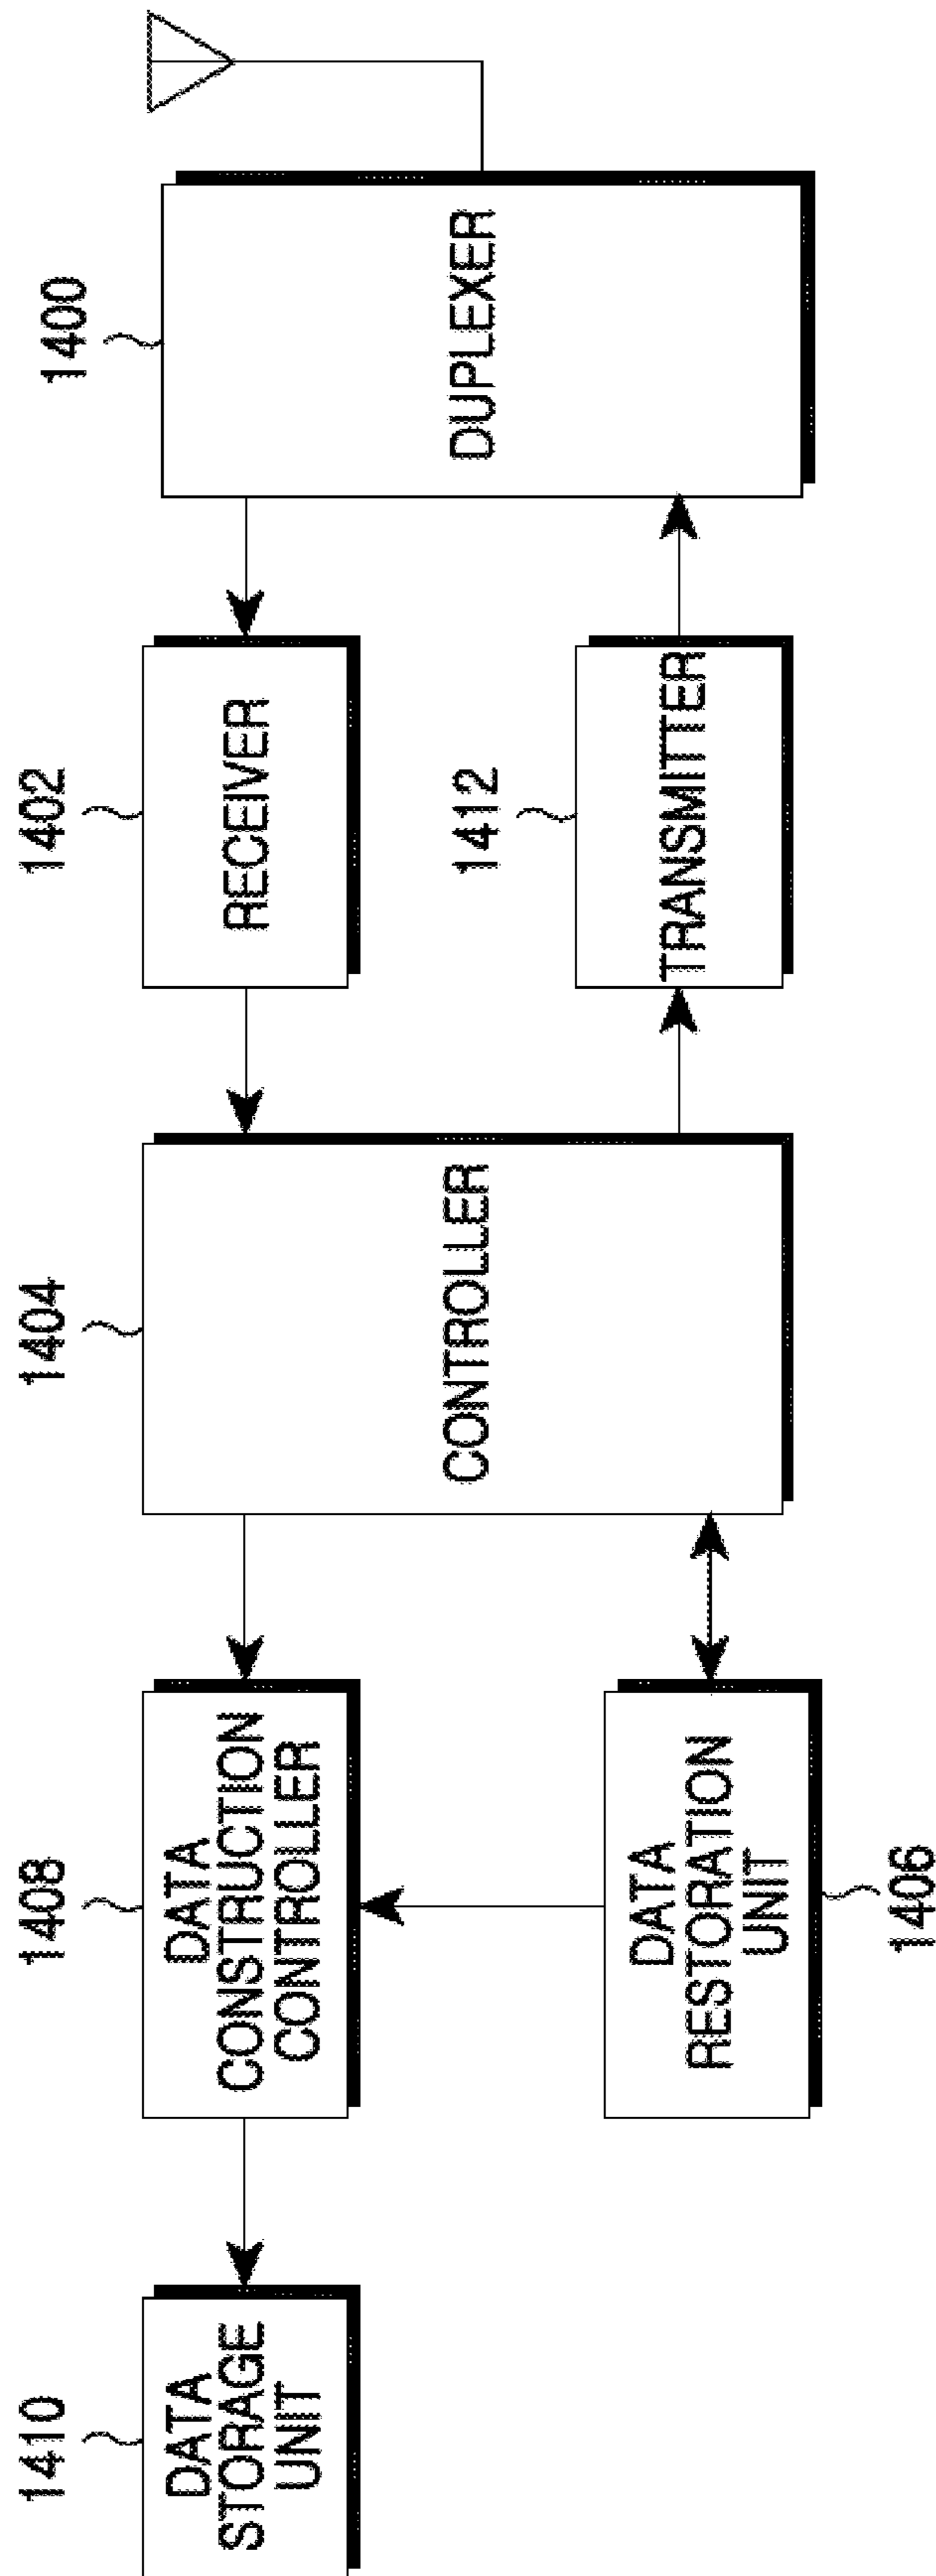 1410
DATA
STORAGE
UNIT
1408
DATA
CONSTRUCTION
CONTROLLER
DATA
RESTORATION
UNIT
1406
1404
CONTROLLER
1402
RECEIVER
1412
TRANSMITTER
1400
DUPLEXER